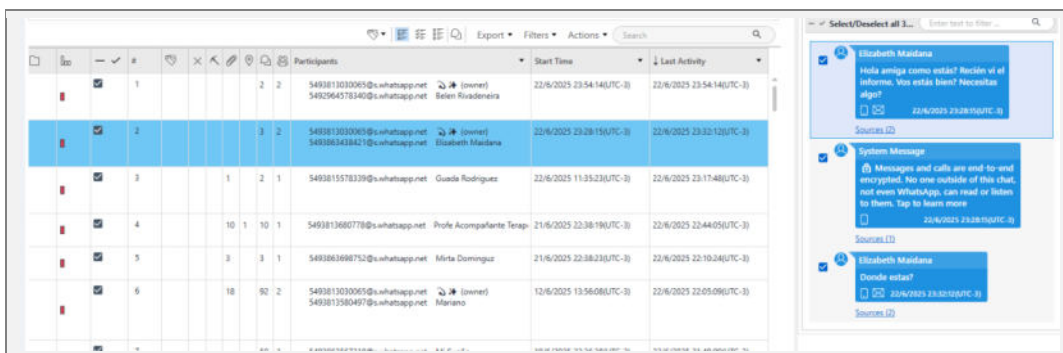 Export Filters Actions Search
# Participants Start Time Last Activity
1 2 2 5493813030065@s.whatsapp.net (owner) 22/6/2025 23:54:14(UTC-3) 22/6/2025 23:54:14(UTC-3)
5492964578340@s.whatsapp.net Belen Rivadeneira
2 3 2 5493813030065@s.whatsapp.net (owner) 22/6/2025 23:28:15(UTC-3) 22/6/2025 23:32:12(UTC-3)
5493863438421@s.whatsapp.net Elizabeth Maidana
3 1 2 1 5493815578339@s.whatsapp.net Guada Rodriguez 22/6/2025 11:35:23(UTC-3) 22/6/2025 23:17:48(UTC-3)
4 10 1 10 1 5493813680778@s.whatsapp.net Profe Acompañante Terap- 21/6/2025 22:38:19(UTC-3) 22/6/2025 22:44:05(UTC-3)
5 3 3 1 5493863698752@s.whatsapp.net Mirta Dominguz 21/6/2025 22:38:23(UTC-3) 22/6/2025 22:10:24(UTC-3)
6 18 92 2 5493813030065@s.whatsapp.net (owner) 12/6/2025 13:56:08(UTC-3) 22/6/2025 22:05:09(UTC-3)
5493813580497@s.whatsapp.net Mariano
Select/Deselect all 3... Enter text to filter ...
Elizabeth Maidana
Hola amiga como estás? Recién vi el
informe. Vos estás bien? Necesitas
algo?
22/6/2025 23:28:15(UTC-3)
Sources (2)
System Message
Messages and calls are end-to-end
encrypted. No one outside of this chat,
not even WhatsApp, can read or listen
to them. Tap to learn more
22/6/2025 23:28:15(UTC-3)
Sources (1)
Elizabeth Maidana
Donde estas?
22/6/2025 23:32:12(UTC-3)
Sources (2)